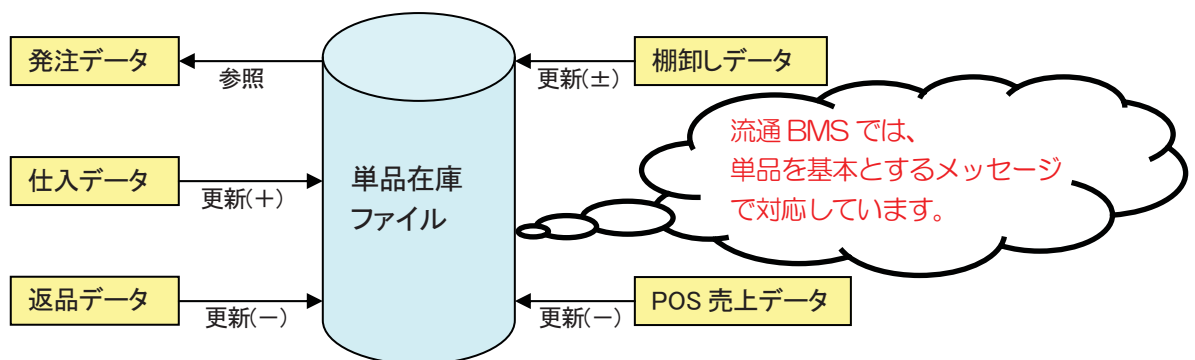 発注データ
参照
棚卸しデータ
更新(±)
流通 BMS では、
単品を基本とするメッセージ
で対応しています。
仕入データ
更新(＋)
単品在庫
ファイル
返品データ
更新(－)
POS 売上データ
更新(－)